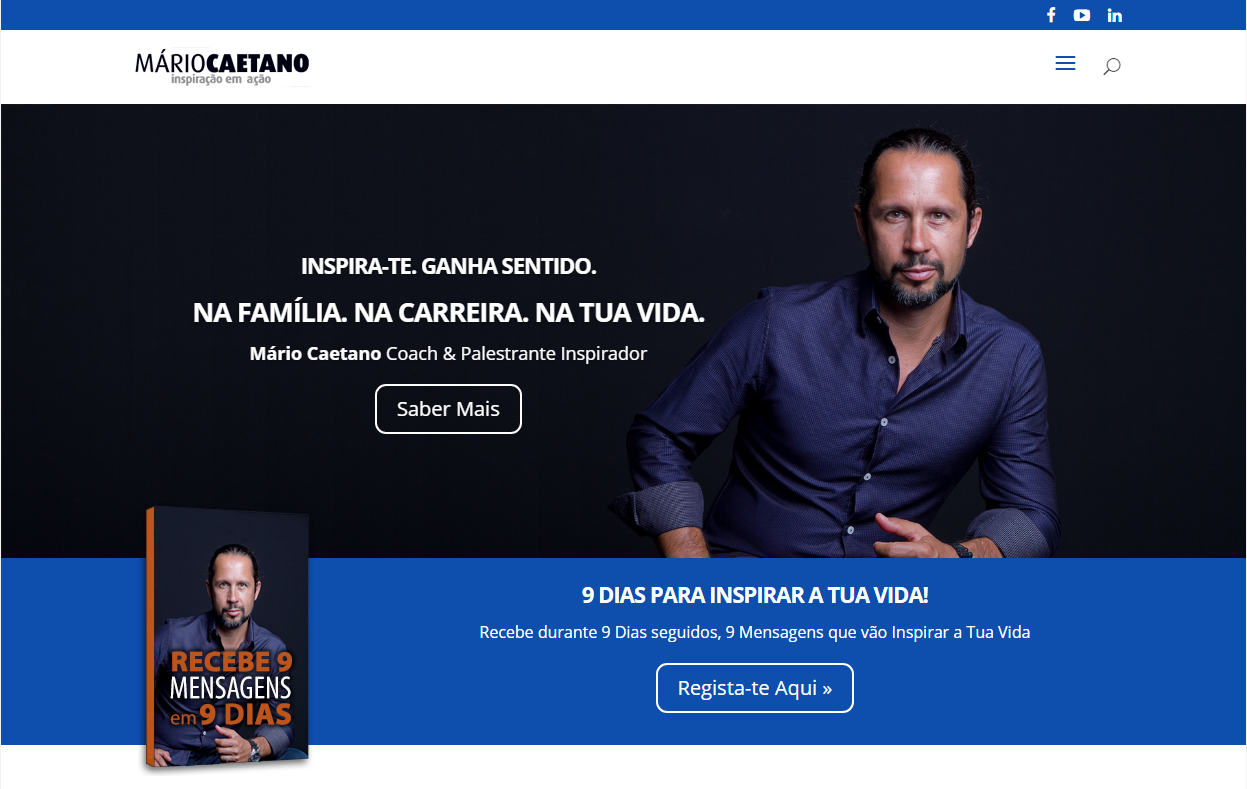 MÁRIOCAETANO
inspiração em ação
INSPIRA-TE. GANHA SENTIDO.
NA FAMÍLIA. NA CARREIRA. NA TUA VIDA.
Mário Caetano Coach & Palestrante Inspirador
Saber Mais
9 DIAS PARA INSPIRAR A TUA VIDA!
Recebe durante 9 Dias seguidos, 9 Mensagens que vão Inspirar a Tua Vida
Regista-te Aqui »
RECEBE 9
MENSAGENS
em 9 DIAS